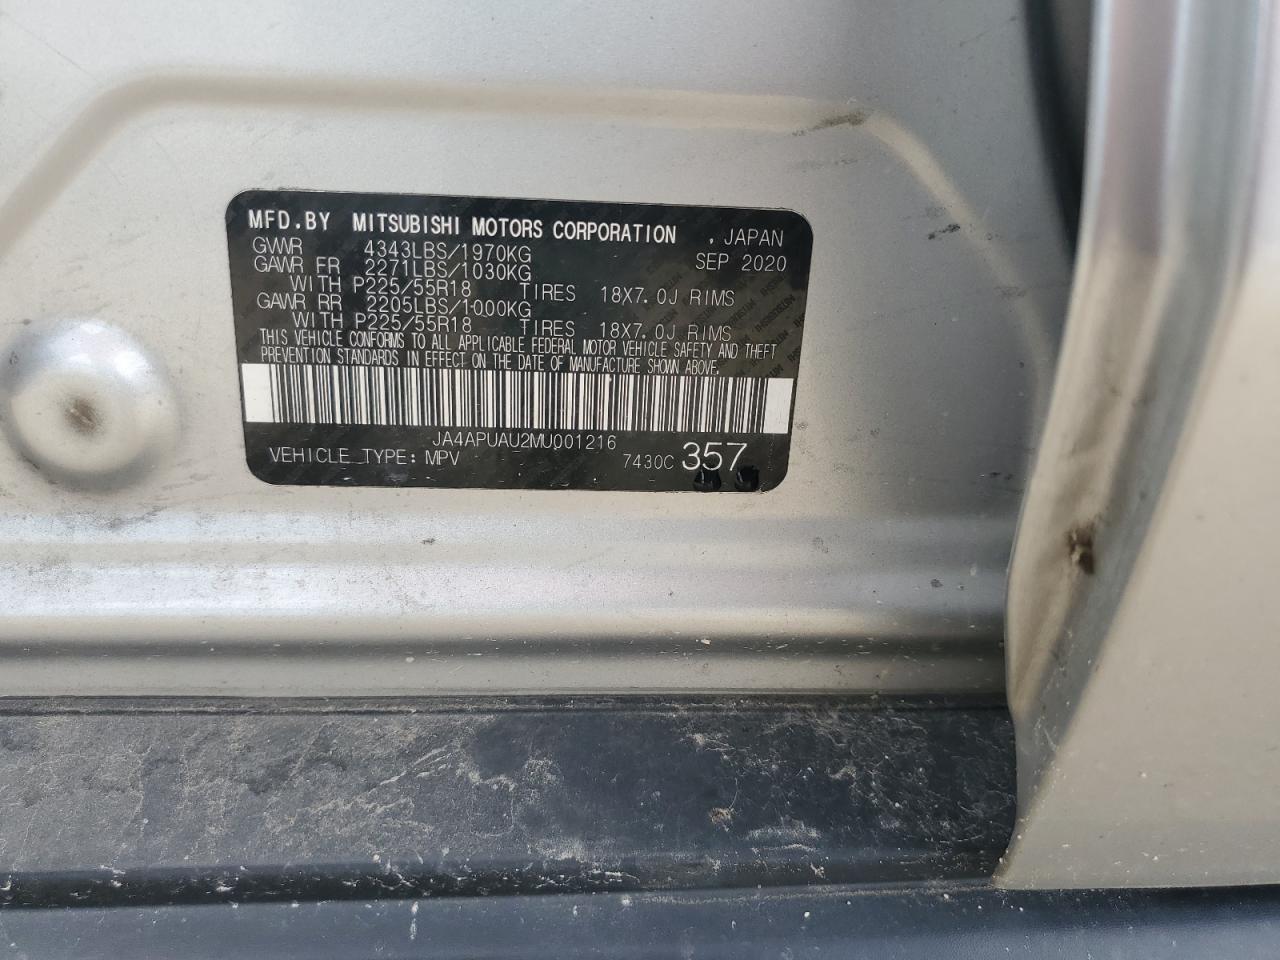 MFD.BY MITSUBISHI MOTORS CORPORATION , JAPAN
GVWR 4343LBS/1970KG SEP 2020
GAWR FR 2271LBS/1030KG
WITH P225/55R18 TIRES 18X7.0J RIMS
GAWR RR 2205LBS/1000KG
WITH P225/55R18 TIRES 18X7.0J RIMS
THIS VEHICLE CONFORMS TO ALL APPLICABLE FEDERAL MOTOR VEHICLE SAFETY AND THEFT
PREVENTION STANDARDS IN EFFECT ON THE DATE OF MANUFACTURE SHOWN ABOVE.
JA4APUAU2MU001216
VEHICLE TYPE: MPV 7430C 357